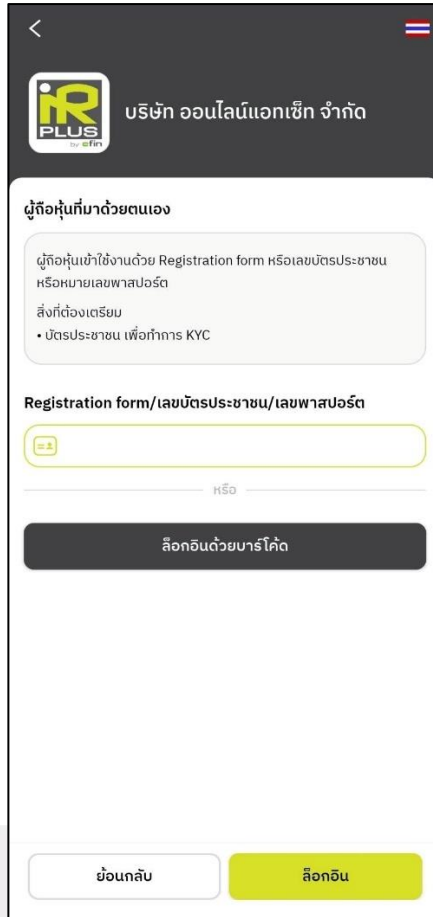 iR
PLUS
by efin
บริษัท ออนไลน์แอทเซ็ท จำกัด
ผู้ถือหุ้นที่มาด้วยตนเอง
ผู้ถือหุ้นเข้าใช้งานด้วย Registration form หรือเลขบัตรประชาชน
หรือหมายเลขพาสปอร์ต
สิ่งที่ต้องเตรียม
• บัตรประชาชน เพื่อทำการ KYC
Registration form/เลขบัตรประชาชน/เลขพาสปอร์ต
หรือ
ล็อกอินด้วยบาร์โค้ด
ย้อนกลับ
ล็อกอิน